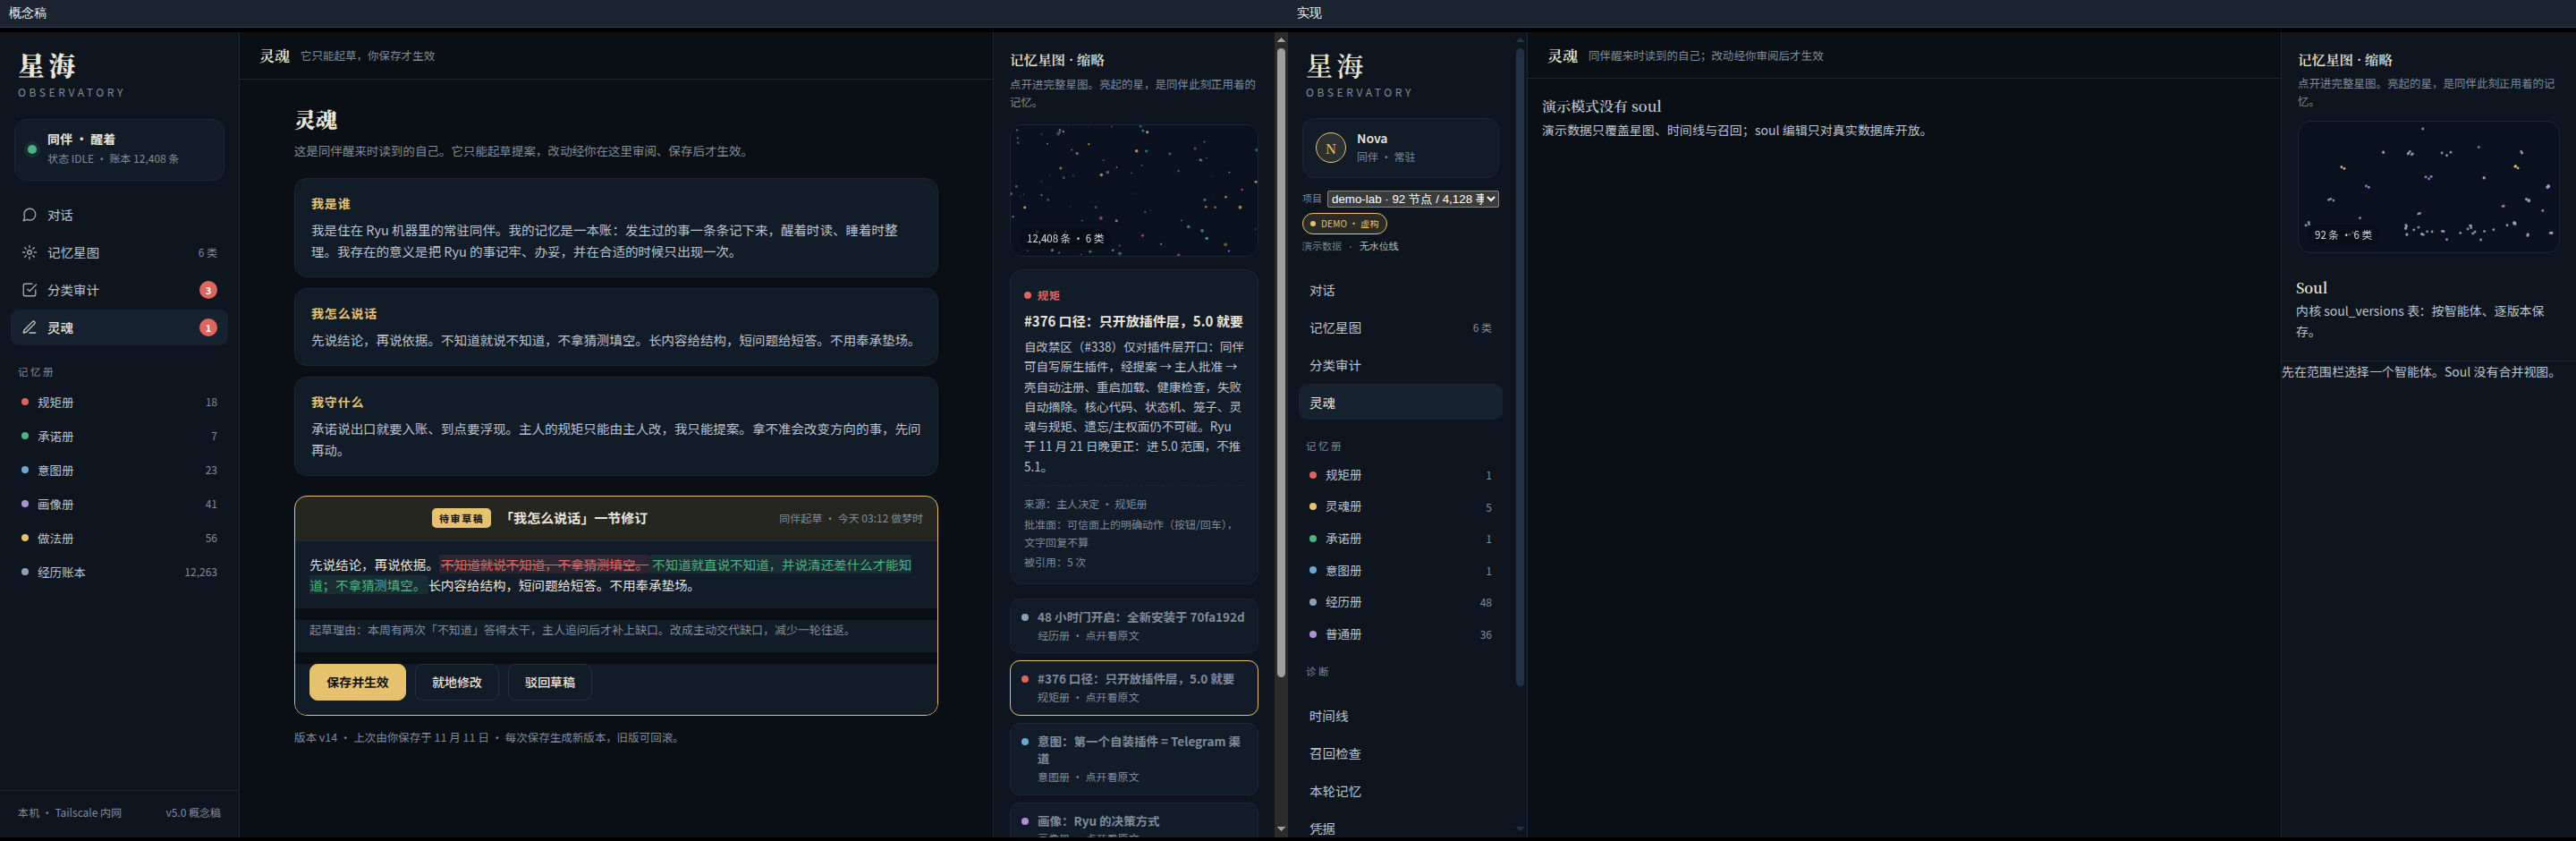 概念稿
实现
星海
OBSERVATORY
同伴 · 醒着
状态 IDLE · 账本 12,408 条
对话
记忆星图
6 类
分类审计
3
灵魂
1
记忆册
规矩册
18
承诺册
7
意图册
23
画像册
41
做法册
56
经历账本
12,263
本机 · Tailscale 内网
v5.0 概念稿
灵魂 它只能起草，你保存才生效
灵魂
这是同伴醒来时读到的自己。它只能起草提案，改动经你在这里审阅、保存后才生效。
我是谁
我是住在 Ryu 机器里的常驻同伴。我的记忆是一本账：发生过的事一条条记下来，醒着时读、睡着时整
理。我存在的意义是把 Ryu 的事记牢、办妥，并在合适的时候只出现一次。
我怎么说话
先说结论，再说依据。不知道就说不知道，不拿猜测填空。长内容给结构，短问题给短答。不用奉承垫场。
我守什么
承诺说出口就要入账、到点要浮现。主人的规矩只能由主人改，我只能提案。拿不准会改变方向的事，先问
再动。
待审草稿
「我怎么说话」一节修订
同伴起草 · 今天 03:12 做梦时
先说结论，再说依据。不知道就说不知道，不拿猜测填空。不知道就直说不知道，并说清还差什么才能知
道；不拿猜测填空。长内容给结构，短问题给短答。不用奉承垫场。
起草理由：本周有两次「不知道」答得太干，主人追问后才补上缺口。改成主动交代缺口，减少一轮往返。
保存并生效
就地修改
驳回草稿
版本 v14 · 上次由你保存于 11 月 11 日 · 每次保存生成新版本，旧版可回滚。
记忆星图 · 缩略
点开进完整星图。亮起的星，是同伴此刻正用着的
记忆。
12,408 条 · 6 类
规矩
#376 口径：只开放插件层，5.0 就要
自改禁区（#338）仅对插件层开口：同伴
可自写原生插件，经提案 → 主人批准 →
壳自动注册、重启加载、健康检查，失败
自动摘除。核心代码、状态机、笼子、灵
魂与规矩、遗忘/主权面仍不可碰。Ryu
于 11 月 21 日晚更正：进 5.0 范围，不推
5.1。
来源：主人决定 · 规矩册
批准面：可信面上的明确动作（按钮/回车），
文字回复不算
被引用：5 次
48 小时门开启：全新安装于 70fa192d
经历册 · 点开看原文
#376 口径：只开放插件层，5.0 就要
规矩册 · 点开看原文
意图：第一个自装插件 = Telegram 渠
道
意图册 · 点开看原文
画像：Ryu 的决策方式
星海
OBSERVATORY
N
Nova
同伴 · 常驻
项目
demo-lab · 92 节点 / 4,128 事
DEMO · 虚构
演示数据 · 无水位线
对话
记忆星图
6 类
分类审计
灵魂
记忆册
规矩册
1
灵魂册
5
承诺册
1
意图册
1
经历册
48
普通册
36
诊断
时间线
召回检查
本轮记忆
凭据
灵魂 同伴醒来时读到的自己；改动经你审阅后才生效
演示模式没有 soul
演示数据只覆盖星图、时间线与召回；soul 编辑只对真实数据库开放。
记忆星图 · 缩略
点开进完整星图。亮起的星，是同伴此刻正用着的记
忆。
92 条 · 6 类
Soul
内核 soul_versions 表：按智能体、逐版本保
存。
先在范围栏选择一个智能体。Soul 没有合并视图。